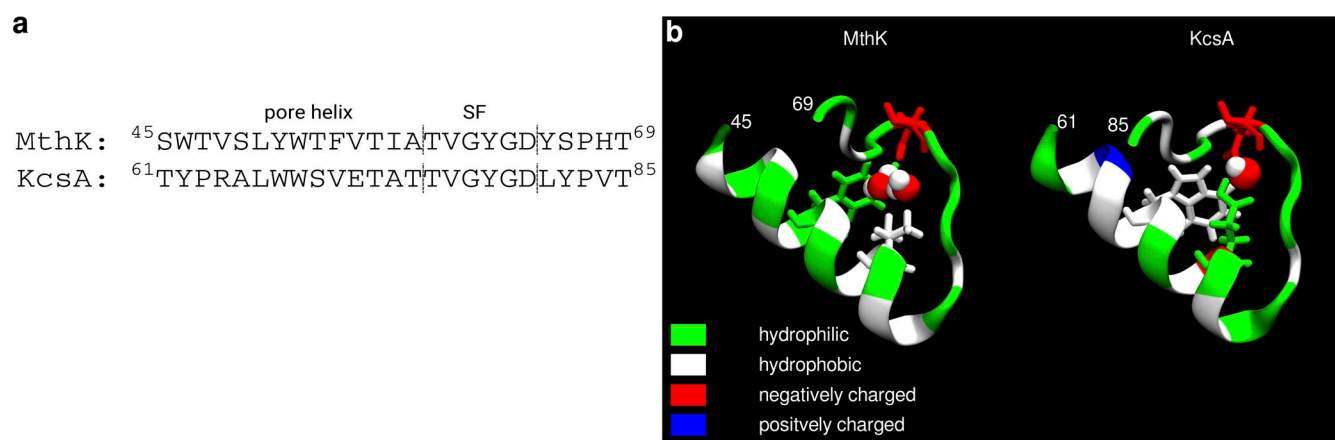 a
pore helix SF
MthK: 45SWTVSLYWTFVTIATVGYGDYSPHT69
KcsA: 61TYPRALWWSVETATTVGYGDLYPVT85
b
MthK KcsA
45 69 61 85
hydrophilic
hydrophobic
negatively charged
positvely charged